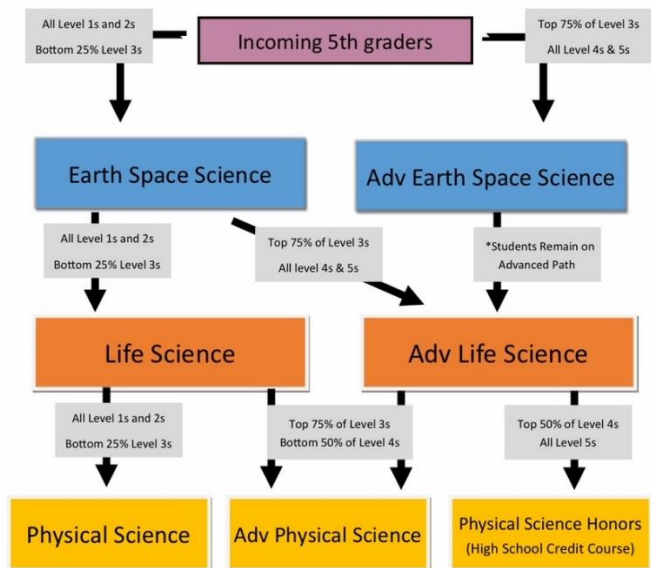 All Level 1s and 2s
Bottom 25% Level 3s
Incoming 5th graders
Top 75% of Level 3s
All Level 4s & 5s
Earth Space Science
Adv Earth Space Science
All Level 1s and 2s
Bottom 25% Level 3s
Top 75% of Level 3s
All level 4s & 5s
*Students Remain on
Advanced Path
Life Science
Adv Life Science
All Level 1s and 2s
Bottom 25% Level 3s
Top 75% of Level 3s
Bottom 50% of Level 4s
Top 50% of Level 4s
All Level 5s
Physical Science
Adv Physical Science
Physical Science Honors
(High School Credit Course)